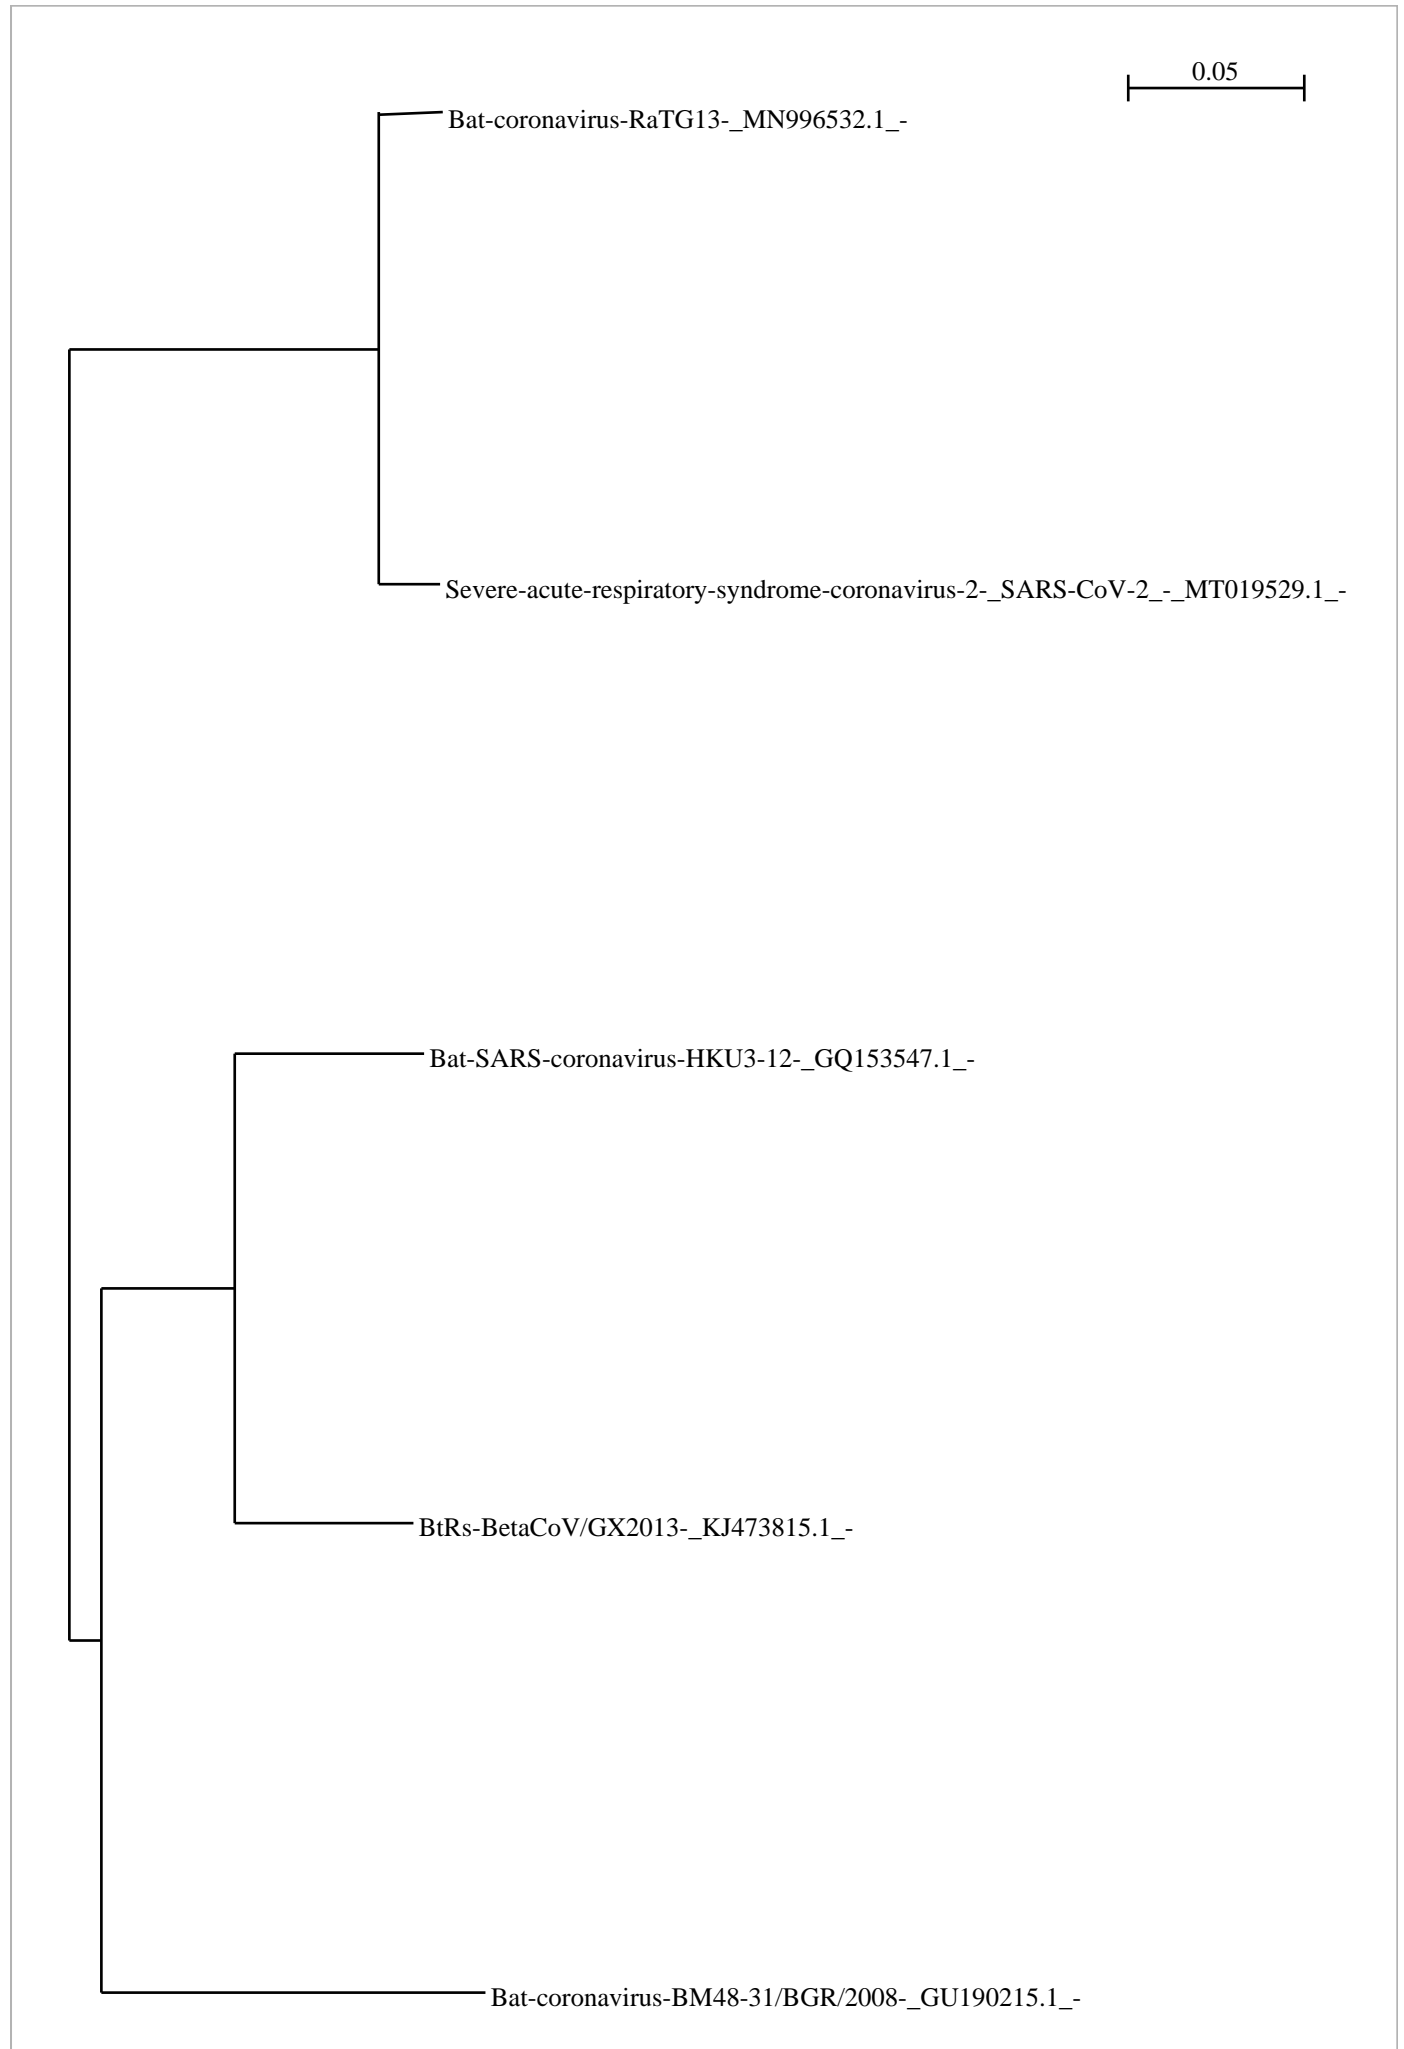 0.05
Bat-coronavirus-RaTG13-_MN996532.1_-
Severe-acute-respiratory-syndrome-coronavirus-2-_SARS-CoV-2_-_MT019529.1_-
Bat-SARS-coronavirus-HKU3-12-_GQ153547.1_-
BtRs-BetaCoV/GX2013-_KJ473815.1_-
Bat-coronavirus-BM48-31/BGR/2008-_GU190215.1_-